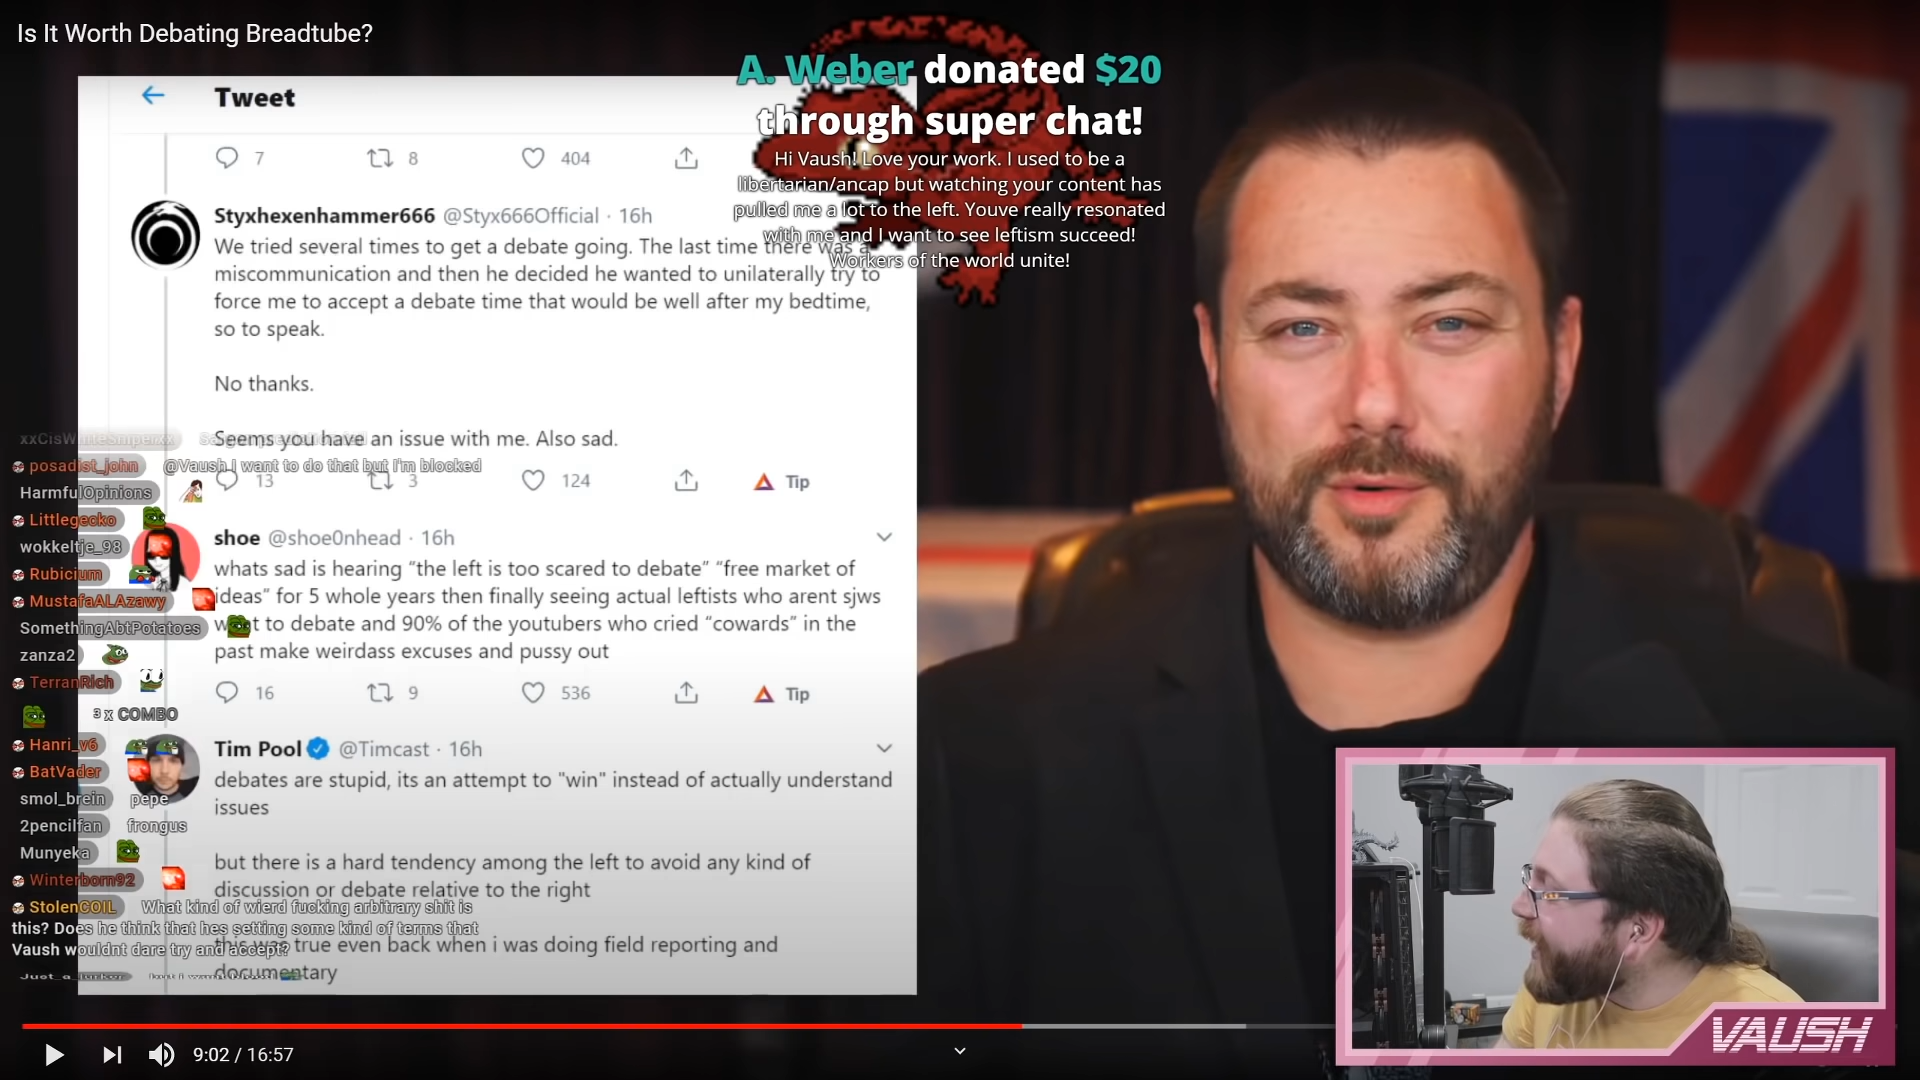 Is It Worth Debating Breadtube?
A. Weber donated $20
through super chat!
Hi Vaush! Love your work. I used to be a
libertarian/ancap but watching your content has
pulled me a lot to the left. Youve really resonated
with me and I want to see leftism succeed!
Workers of the world unite!
Tweet
7 8 404
Styxhexenhammer666 @Styx666Official · 16h
We tried several times to get a debate going. The last time there was a
miscommunication and then he decided he wanted to unilaterally try to
force me to accept a debate time that would be well after my bedtime,
so to speak.
No thanks.
Seems you have an issue with me. Also sad.
13 3 124 Tip
shoe @shoe0nhead · 16h
whats sad is hearing “the left is too scared to debate” “free market of
ideas” for 5 whole years then finally seeing actual leftists who arent sjws
want to debate and 90% of the youtubers who cried “cowards” in the
past make weirdass excuses and pussy out
16 9 536 Tip
Tim Pool @Timcast · 16h
debates are stupid, its an attempt to "win" instead of actually understand
issues
but there is a hard tendency among the left to avoid any kind of
discussion or debate relative to the right
this was true even back when i was doing field reporting and
documentary
xxCisWhiteSniperxx
posadist_john @Vaush I want to do that but I'm blocked
HarmfulOpinions
Littlegecko
wokkeltje_98
Rubicium
MustafaALAzawy
SomethingAbtPotatoes
zanza2
TerranRich
3 x COMBO
Hanri_v6
BatVader
smol_brein pepe
2pencilfan frongus
Munyeka
Winterborn92
StolenCOIL What kind of wierd fucking arbitrary shit is
this? Does he think that hes setting some kind of terms that
Vaush wouldnt dare try and accept?
9:02 / 16:57
VAUSH